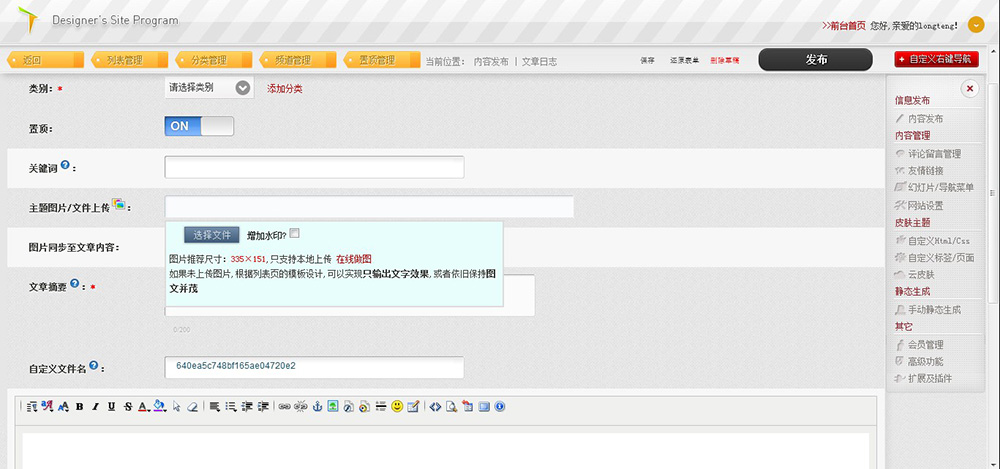 Designer's Site Program
>>前台首页 您好,亲爱的longteng!
返回 列表管理 分类管理 频道管理 置顶管理 当前位置: 内容发布 | 文章日志 保存 还原表单 删除草稿 发布 + 自定义右键导航
类别: * 请选择类别 添加分类
置顶: ON
关键词 ? :
主题图片/文件上传 :
选择文件 增加水印?
图片推荐尺寸: 335×151,只支持本地上传 在线做图
如果未上传图片,根据列表页的模板设计,可以实现只输出文字效果,或者依旧保持图
文并茂
图片同步至文章内容:
文章摘要 ? : *
0/200
自定义文件名 ? : 640ea5c748bf165ae04720e2
信息发布
内容发布
内容管理
评论留言管理
友情链接
幻灯片/导航菜单
网站设置
皮肤主题
自定义Html/Css
自定义标签/页面
云皮肤
静态生成
手动静态生成
其它
会员管理
高级功能
扩展及插件